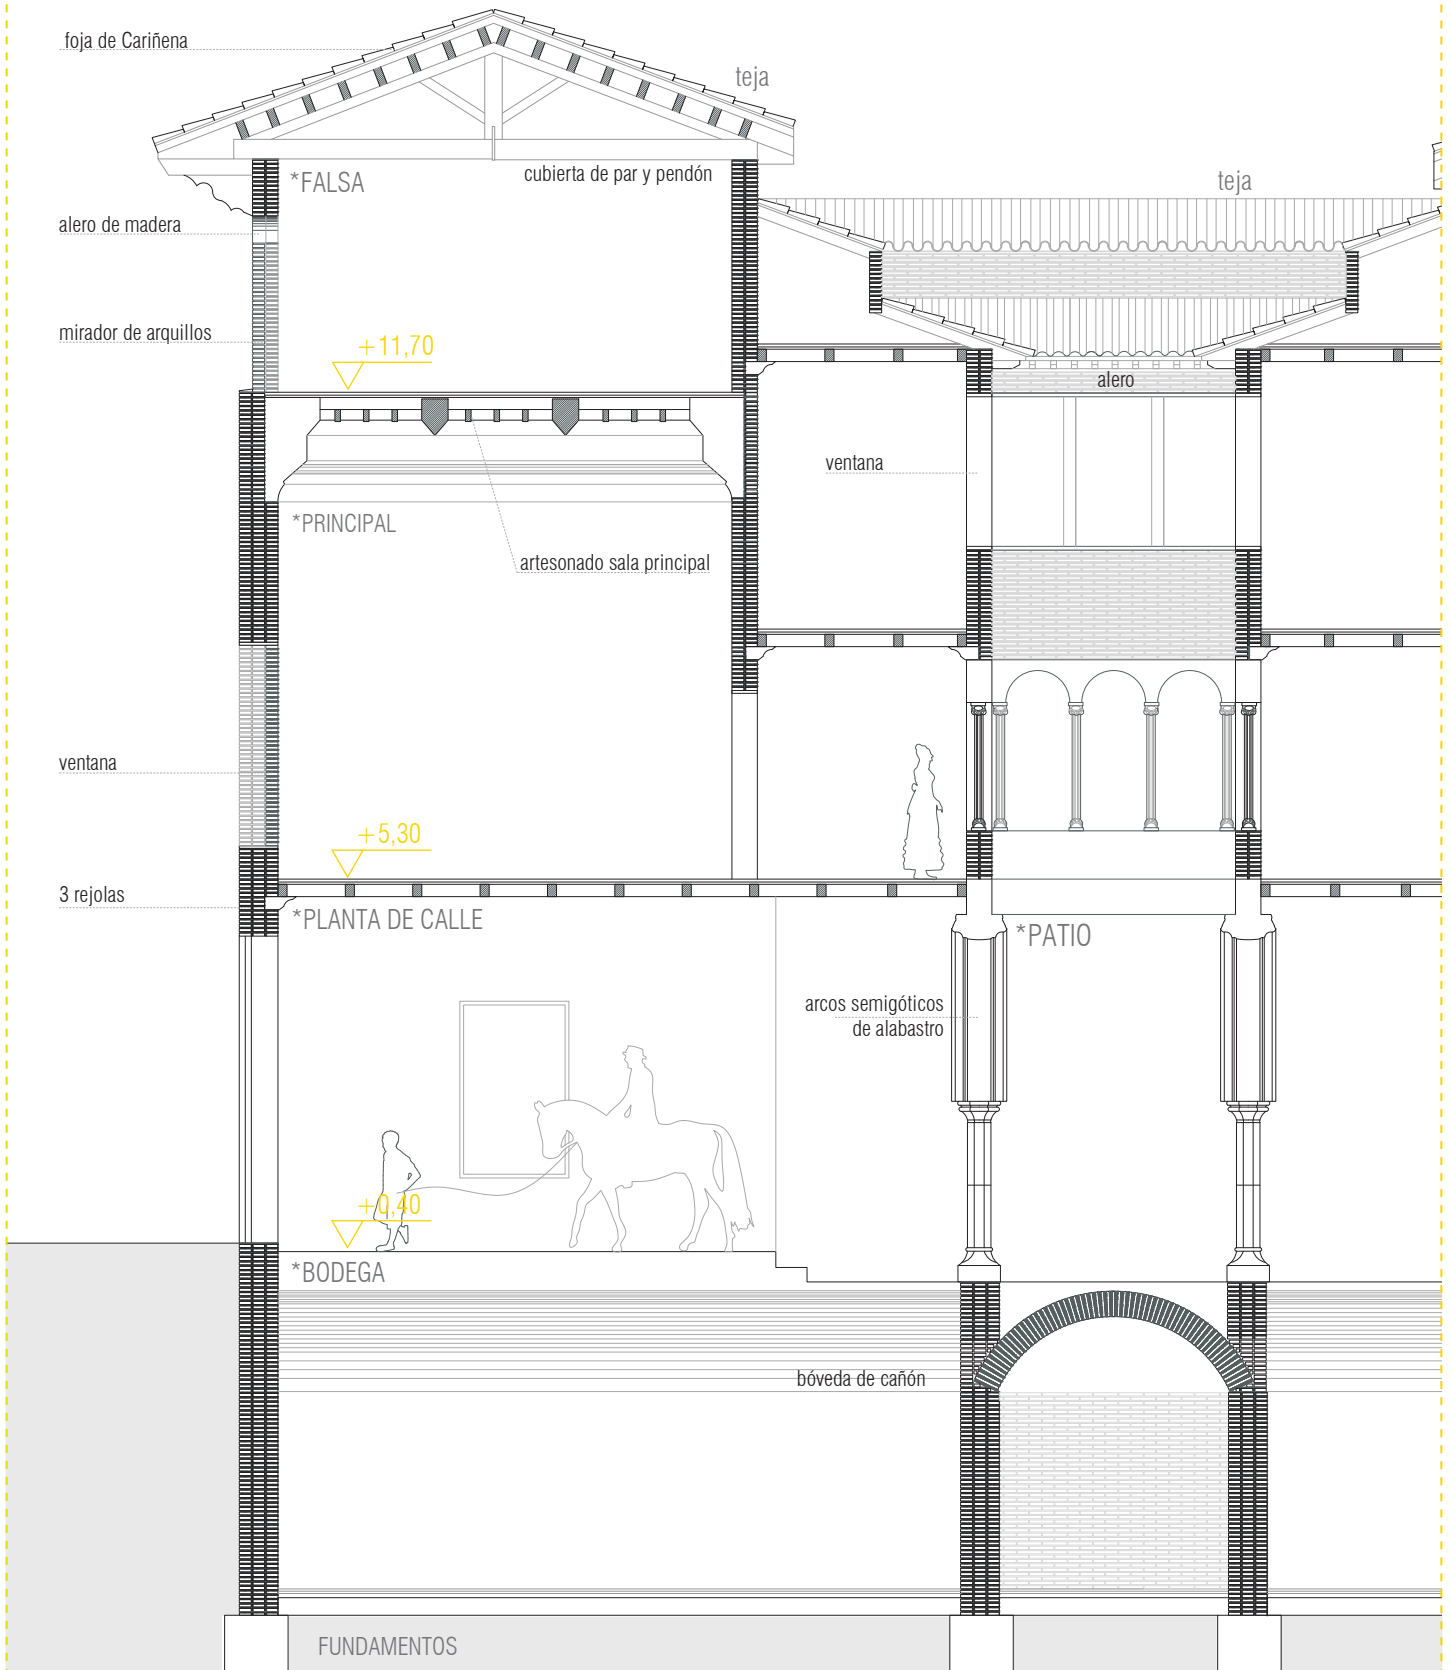 foja de Cariñena
teja
*FALSA
cubierta de par y pendón
teja
alero de madera
mirador de arquillos
+11,70
alero
ventana
*PRINCIPAL
artesonado sala principal
ventana
+5,30
3 rejolas
*PLANTA DE CALLE
*PATIO
arcos semigóticos
de alabastro
+0,40
*BODEGA
bóveda de cañón
FUNDAMENTOS